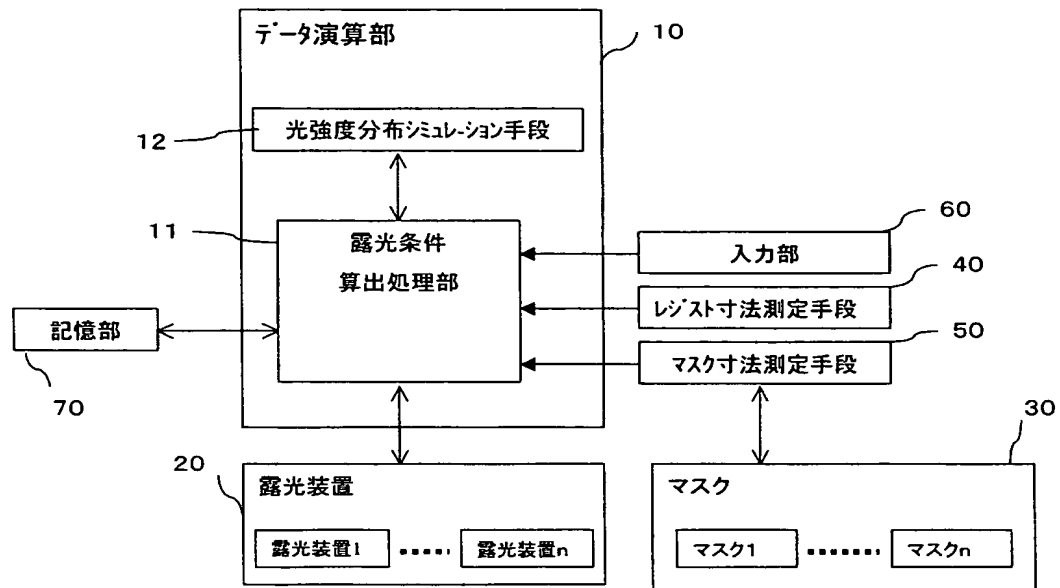 データ演算部
10
12
光強度分布シミュレーション手段
11
露光条件
算出処理部
60
入力部
40
レジスト寸法測定手段
50
マスク寸法測定手段
記憶部
70
20
露光装置
露光装置1
露光装置n
30
マスク
マスク1
マスクn